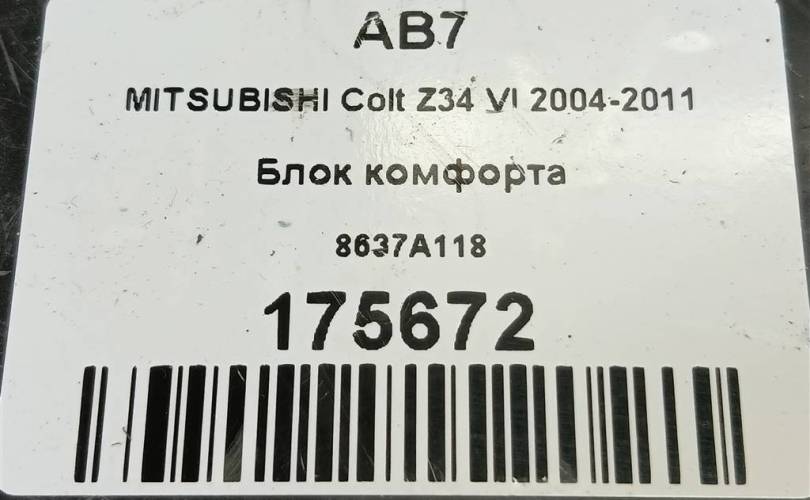 AB7
MITSUBISHI Colt Z34 VI 2004-2011
Блок комфорта
8637A118
175672